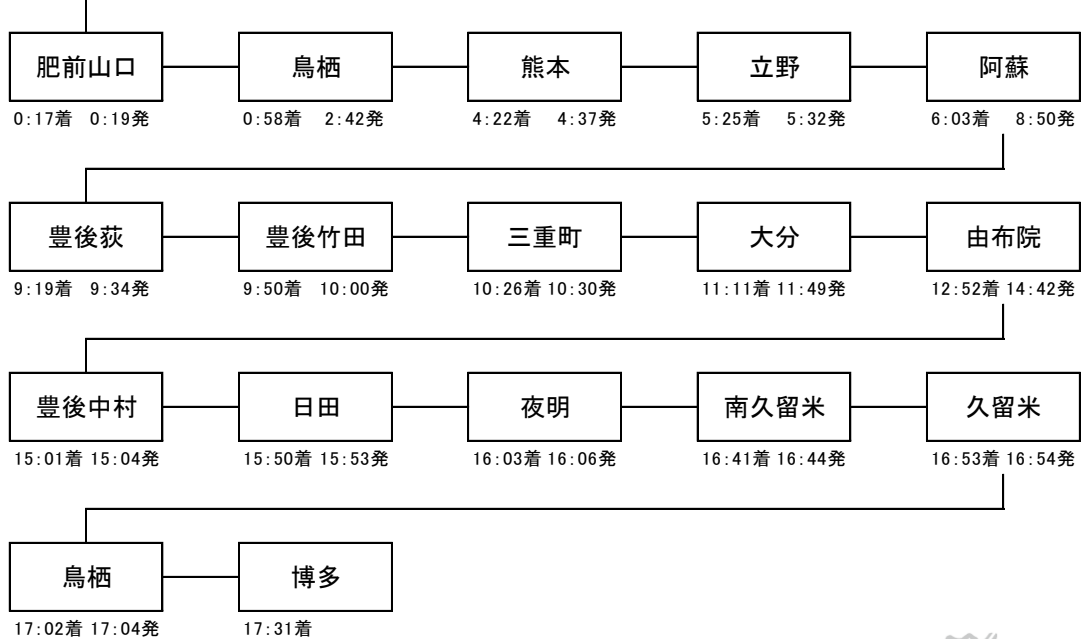 肥前山口 鳥栖 熊本 立野 阿蘇
0:17着 0:19発 0:58着 2:42発 4:22着 4:37発 5:25着 5:32発 6:03着 8:50発
豊後荻 豊後竹田 三重町 大分 由布院
9:19着 9:34発 9:50着 10:00発 10:26着 10:30発 11:11着 11:49発 12:52着 14:42発
豊後中村 日田 夜明 南久留米 久留米
15:01着 15:04発 15:50着 15:53発 16:03着 16:06発 16:41着 16:44発 16:53着 16:54発
鳥栖 博多
17:02着 17:04発 17:31着